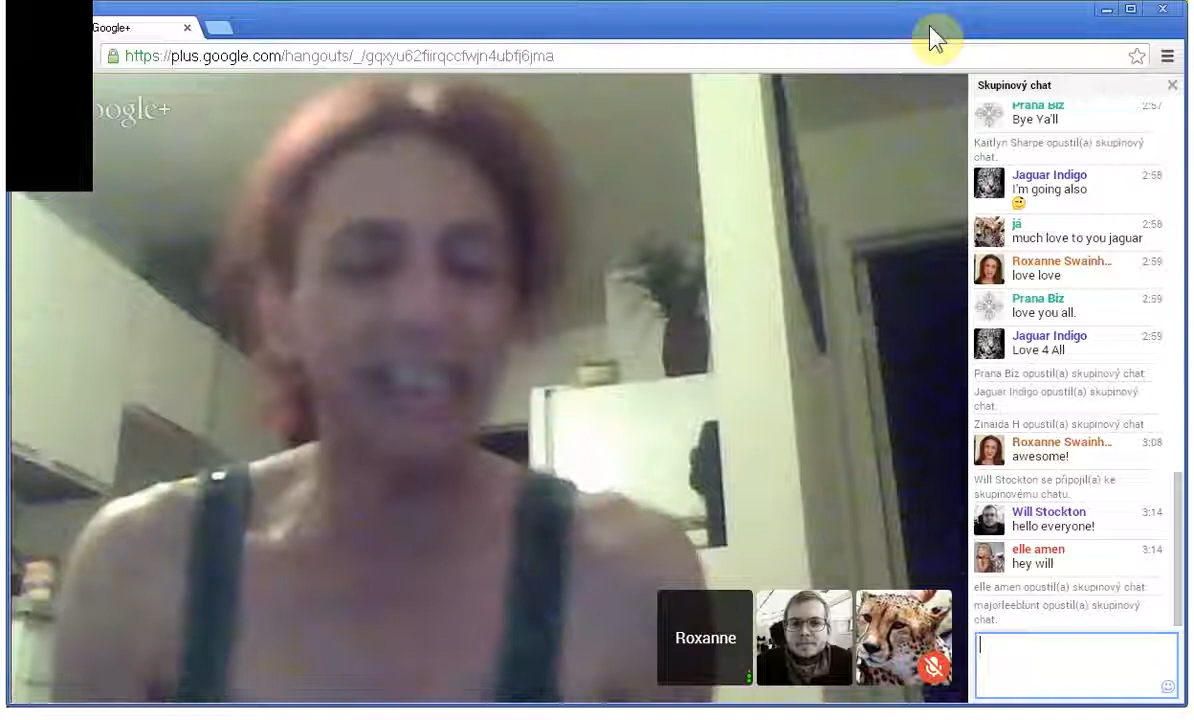 Google+
https://plus.google.com/hangouts/_/gqxyu62fiirqccfwjn4ubfj6jma
oogle+
Skupinový chat
Prana Biz 2:57
Bye Ya'll
Kaitlyn Sharpe opustil(a) skupinový
chat.
Jaguar Indigo 2:58
I'm going also
já 2:58
much love to you jaguar
Roxanne Swainh... 2:59
love love
Prana Biz 2:59
love you all.
Jaguar Indigo 2:59
Love 4 All
Prana Biz opustil(a) skupinový chat
Jaguar Indigo opustil(a) skupinový
chat.
Zinaida H opustil(a) skupinový chat
Roxanne Swainh... 3:08
awesome!
Will Stockton se připojil(a) ke
skupinovému chatu.
Will Stockton 3:14
hello everyone!
elle amen 3:14
hey will
elle amen opustil(a) skupinový chat
majorleeblunt opustil(a) skupinový
chat.
Roxanne